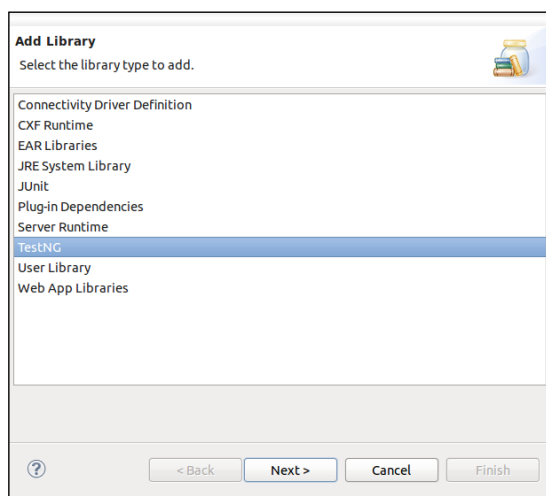 Add Library
Select the library type to add.
Connectivity Driver Definition
CXF Runtime
EAR Libraries
JRE System Library
JUnit
Plug-in Dependencies
Server Runtime
TestNG
User Library
Web App Libraries
? < Back Next > Cancel Finish